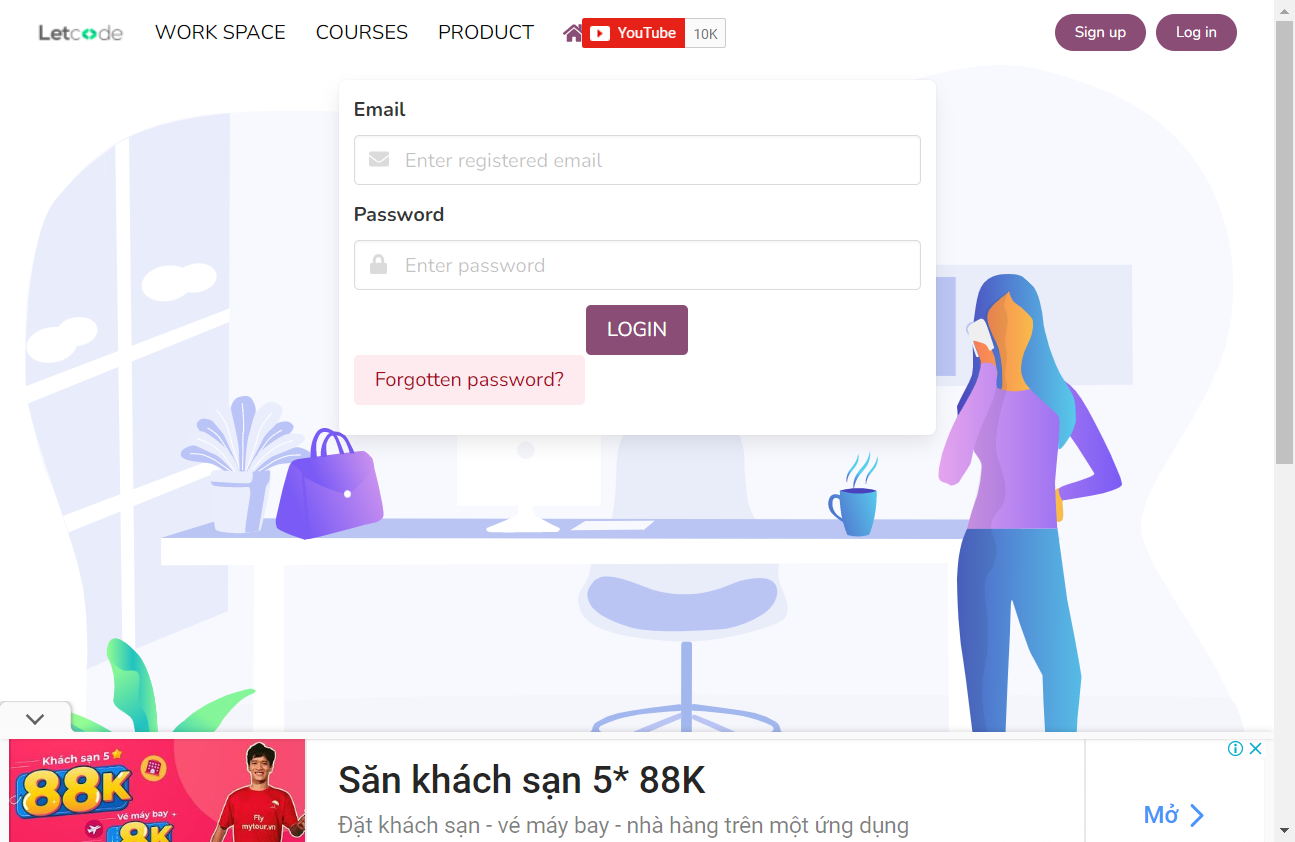 Letcode
WORK SPACE
COURSES
PRODUCT
YouTube
10K
Sign up
Log in
Email
Enter registered email
Password
Enter password
LOGIN
Forgotten password?
Khách sạn 5
88K
Vé máy bay +
8K
Fly
mytour.vn
Săn khách sạn 5* 88K
Đặt khách sạn - vé máy bay - nhà hàng trên một ứng dụng
Mở